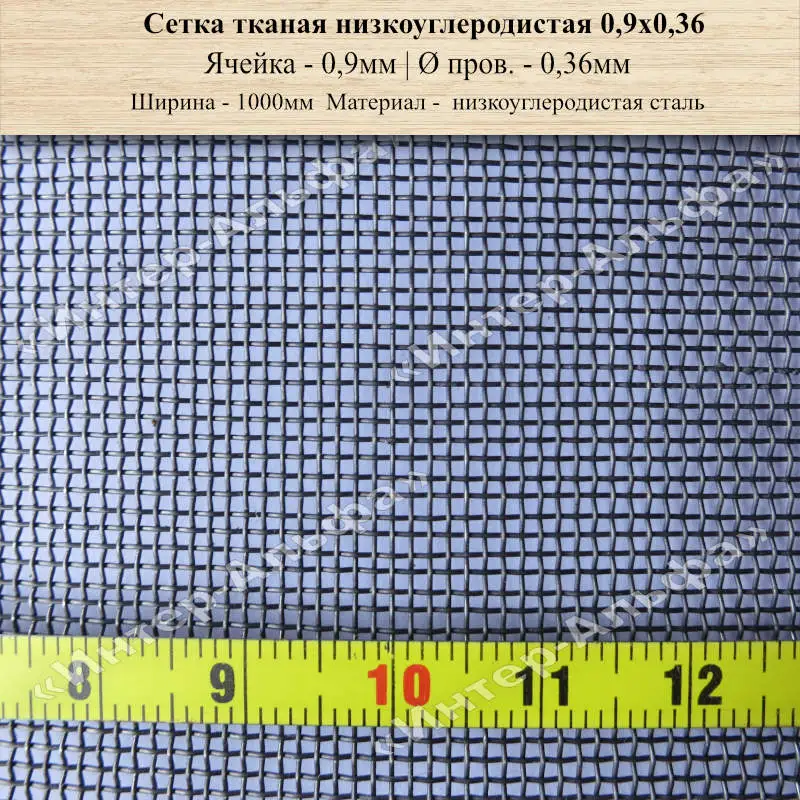 Сетка тканая низкоуглеродистая 0,9х0,36
Ячейка - 0,9мм | Ø пров. - 0,36мм
Ширина - 1000мм Материал - низкоуглеродистая сталь
«Интер-Альфа»
«Интер-Альфа»
«Интер-Альфа»
«Интер-Альфа»
8 9 10 11 12